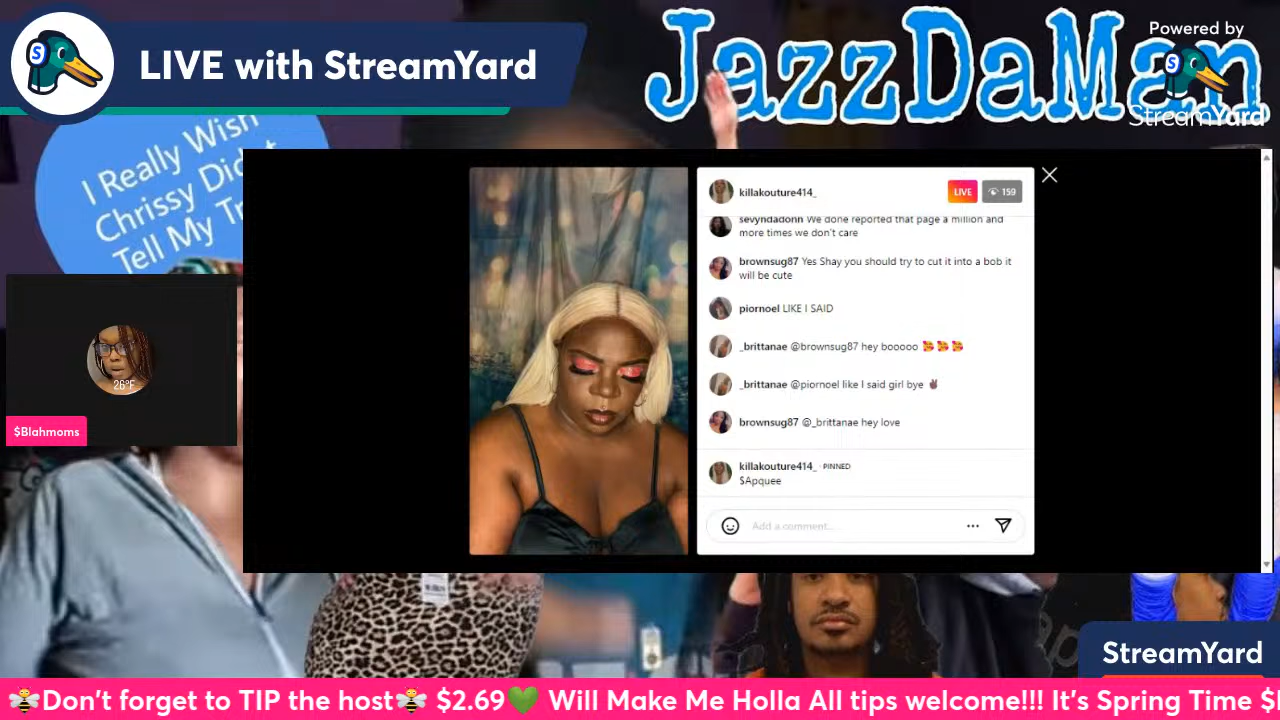 LIVE with StreamYard
JazzDaMan
Powered by
StreamYard
I Really Wish
Chrissy
Tell My
killakouture414_
LIVE
159
sevyndadonn We done reported that page a million and
more times we don't care
brownsug87 Yes Shay you should try to cut it into a bob it
will be cute
piornoel LIKE I SAID
_brittanae @brownsug87 hey booooo 🥰 🥰 🥰
_brittanae @piornoel like I said girl bye ✌🏿
brownsug87 @_brittanae hey love
killakouture414_ · PINNED
$Apquee
Add a comment...
26°F
$Blahmoms
StreamYard
🐝Don't forget to TIP the host🐝 $2.69💚 Will Make Me Holla All tips welcome!!! It's Spring Time